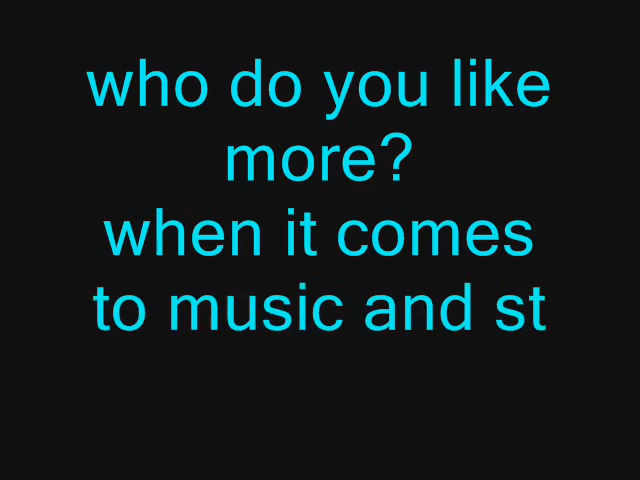 who do you like
more?
when it comes
to music and st